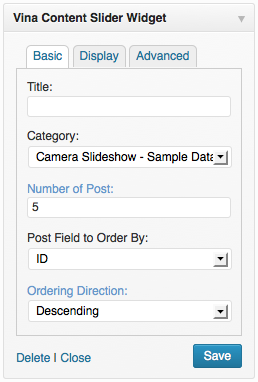 Vina Content Slider Widget
Basic Display Advanced
Title:
Category:
Camera Slideshow - Sample Data
Number of Post:
5
Post Field to Order By:
ID
Ordering Direction:
Descending
Delete | Close Save